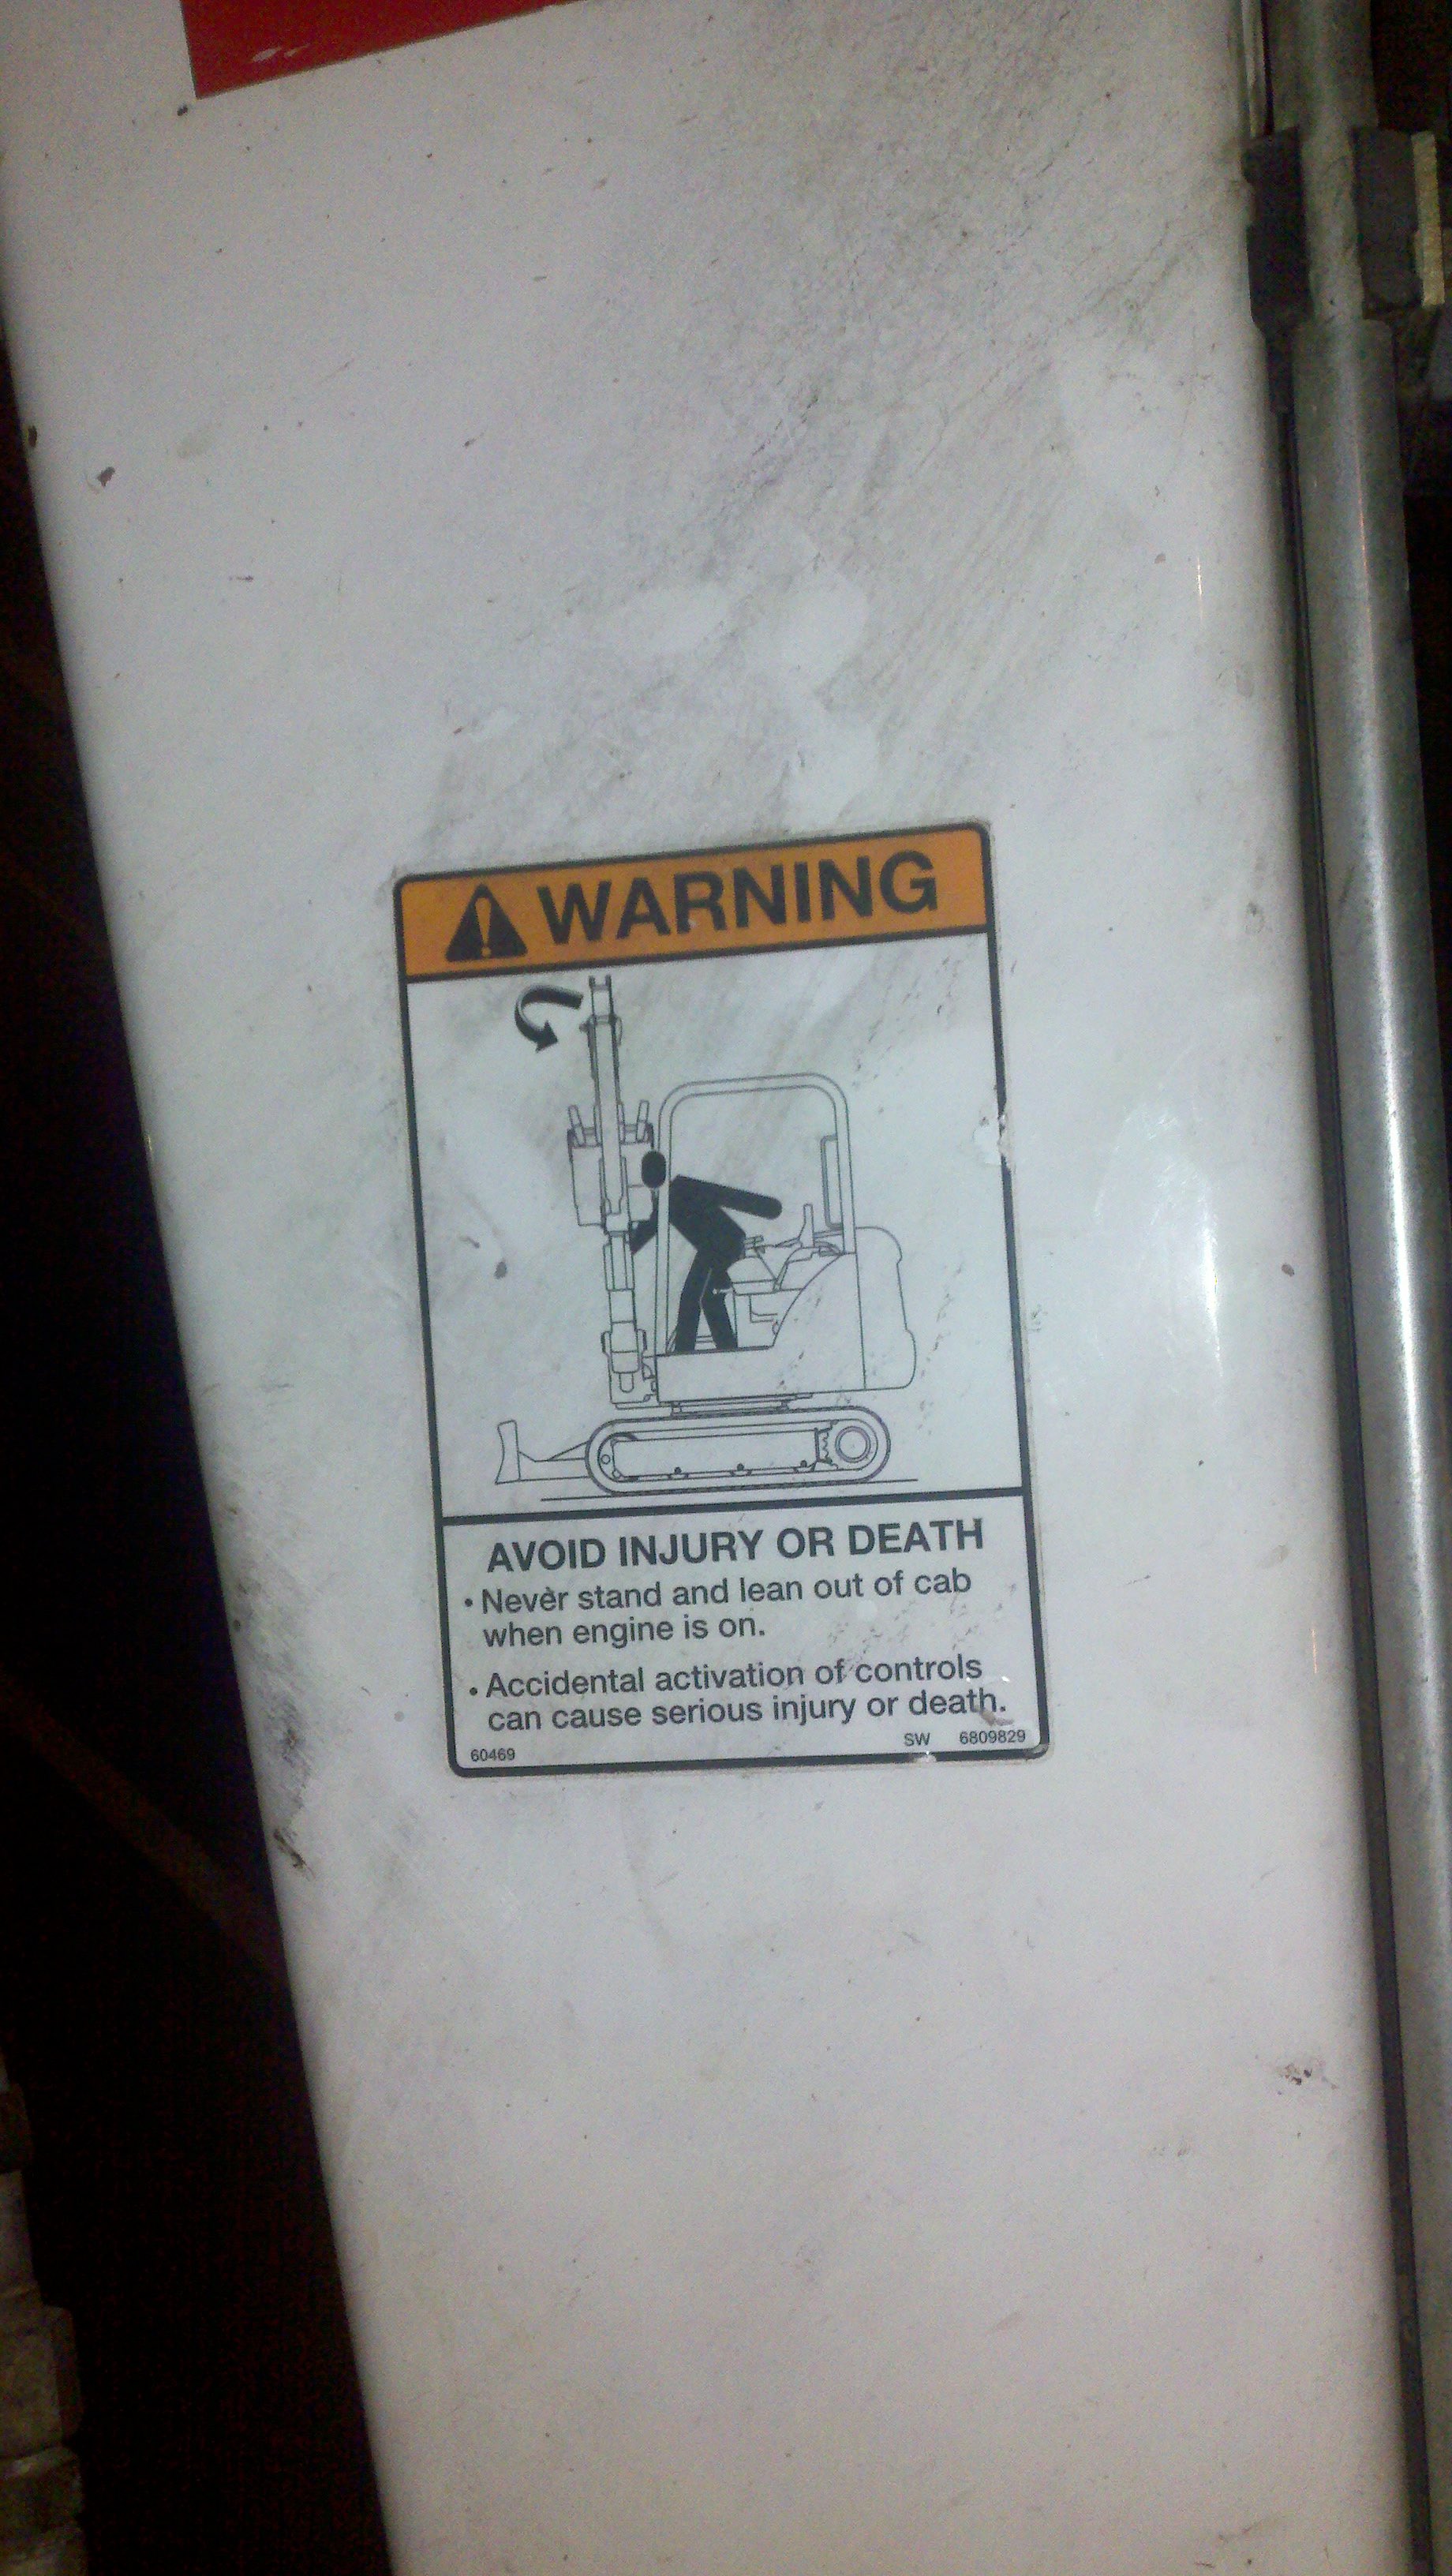 WARNING
AVOID INJURY OR DEATH
• Never stand and lean out of cab
when engine is on.
• Accidental activation of controls
can cause serious injury or death.
60469 SW 6809829